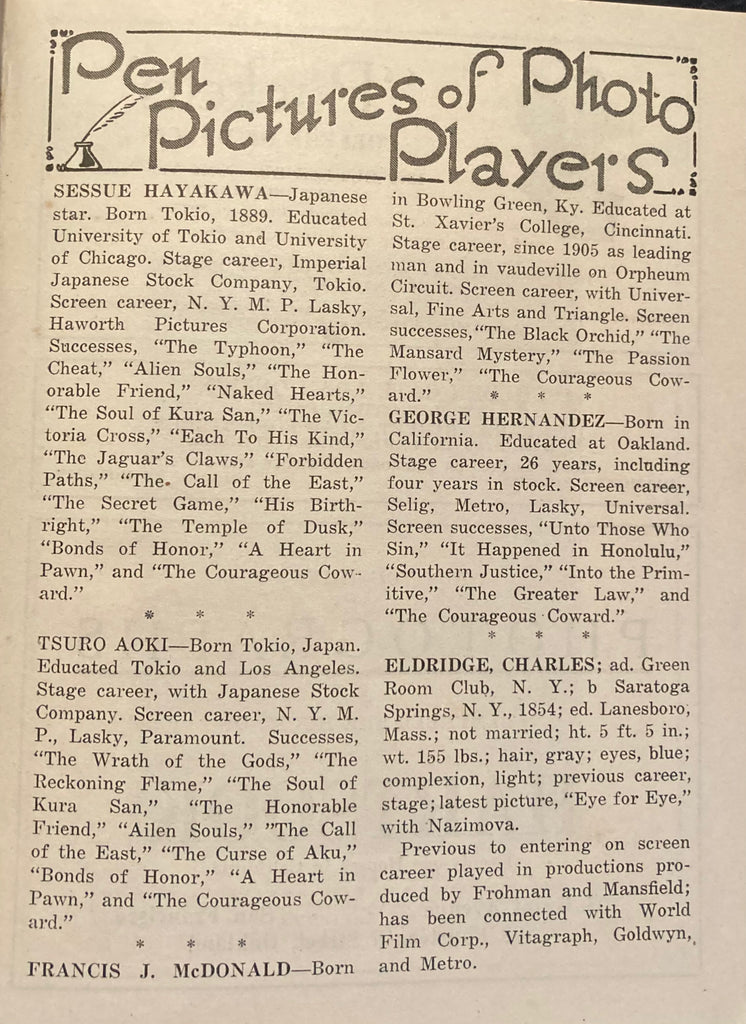 Pen
Pictures of Photo
Players
SESSUE HAYAKAWA—Japanese
star. Born Tokio, 1889. Educated
University of Tokio and University
of Chicago. Stage career, Imperial
Japanese Stock Company, Tokio.
Screen career, N. Y. M. P. Lasky,
Haworth Pictures Corporation.
Successes, “The Typhoon,” “The
Cheat,” “Alien Souls,” “The Hon-
orable Friend,” “Naked Hearts,”
“The Soul of Kura San,” “The Vic-
toria Cross,” “Each To His Kind,”
“The Jaguar’s Claws,” “Forbidden
Paths,” “The Call of the East,”
“The Secret Game,” “His Birth-
right,” “The Temple of Dusk,”
“Bonds of Honor,” “A Heart in
Pawn,” and “The Courageous Cow-
ard.”
* * *
TSURO AOKI—Born Tokio, Japan.
Educated Tokio and Los Angeles.
Stage career, with Japanese Stock
Company. Screen career, N. Y. M.
P., Lasky, Paramount. Successes,
“The Wrath of the Gods,” “The
Reckoning Flame,” “The Soul of
Kura San,” “The Honorable
Friend,” “Ailen Souls,” ”The Call
of the East,” “The Curse of Aku,”
“Bonds of Honor,” “A Heart in
Pawn,” and “The Courageous Cow-
ard.”
* * *
FRANCIS J. McDONALD—Born
in Bowling Green, Ky. Educated at
St. Xavier’s College, Cincinnati.
Stage career, since 1905 as leading
man and in vaudeville on Orpheum
Circuit. Screen career, with Univer-
sal, Fine Arts and Triangle. Screen
successes, “The Black Orchid,” “The
Mansard Mystery,” “The Passion
Flower,” “The Courageous Cow-
ard.” * * *
GEORGE HERNANDEZ—Born in
California. Educated at Oakland.
Stage career, 26 years, including
four years in stock. Screen career,
Selig, Metro, Lasky, Universal.
Screen successes, “Unto Those Who
Sin,” “It Happened in Honolulu,”
“Southern Justice,” “Into the Prim-
itive,” “The Greater Law,” and
“The Courageous Coward.”
* * *
ELDRIDGE, CHARLES; ad. Green
Room Club, N. Y.; b Saratoga
Springs, N. Y., 1854; ed. Lanesboro,
Mass.; not married; ht. 5 ft. 5 in.;
wt. 155 lbs.; hair, gray; eyes, blue;
complexion, light; previous career,
stage; latest picture, “Eye for Eye,”
with Nazimova.
Previous to entering on screen
career played in productions pro-
duced by Frohman and Mansfield;
has been connected with World
Film Corp., Vitagraph, Goldwyn,
and Metro.